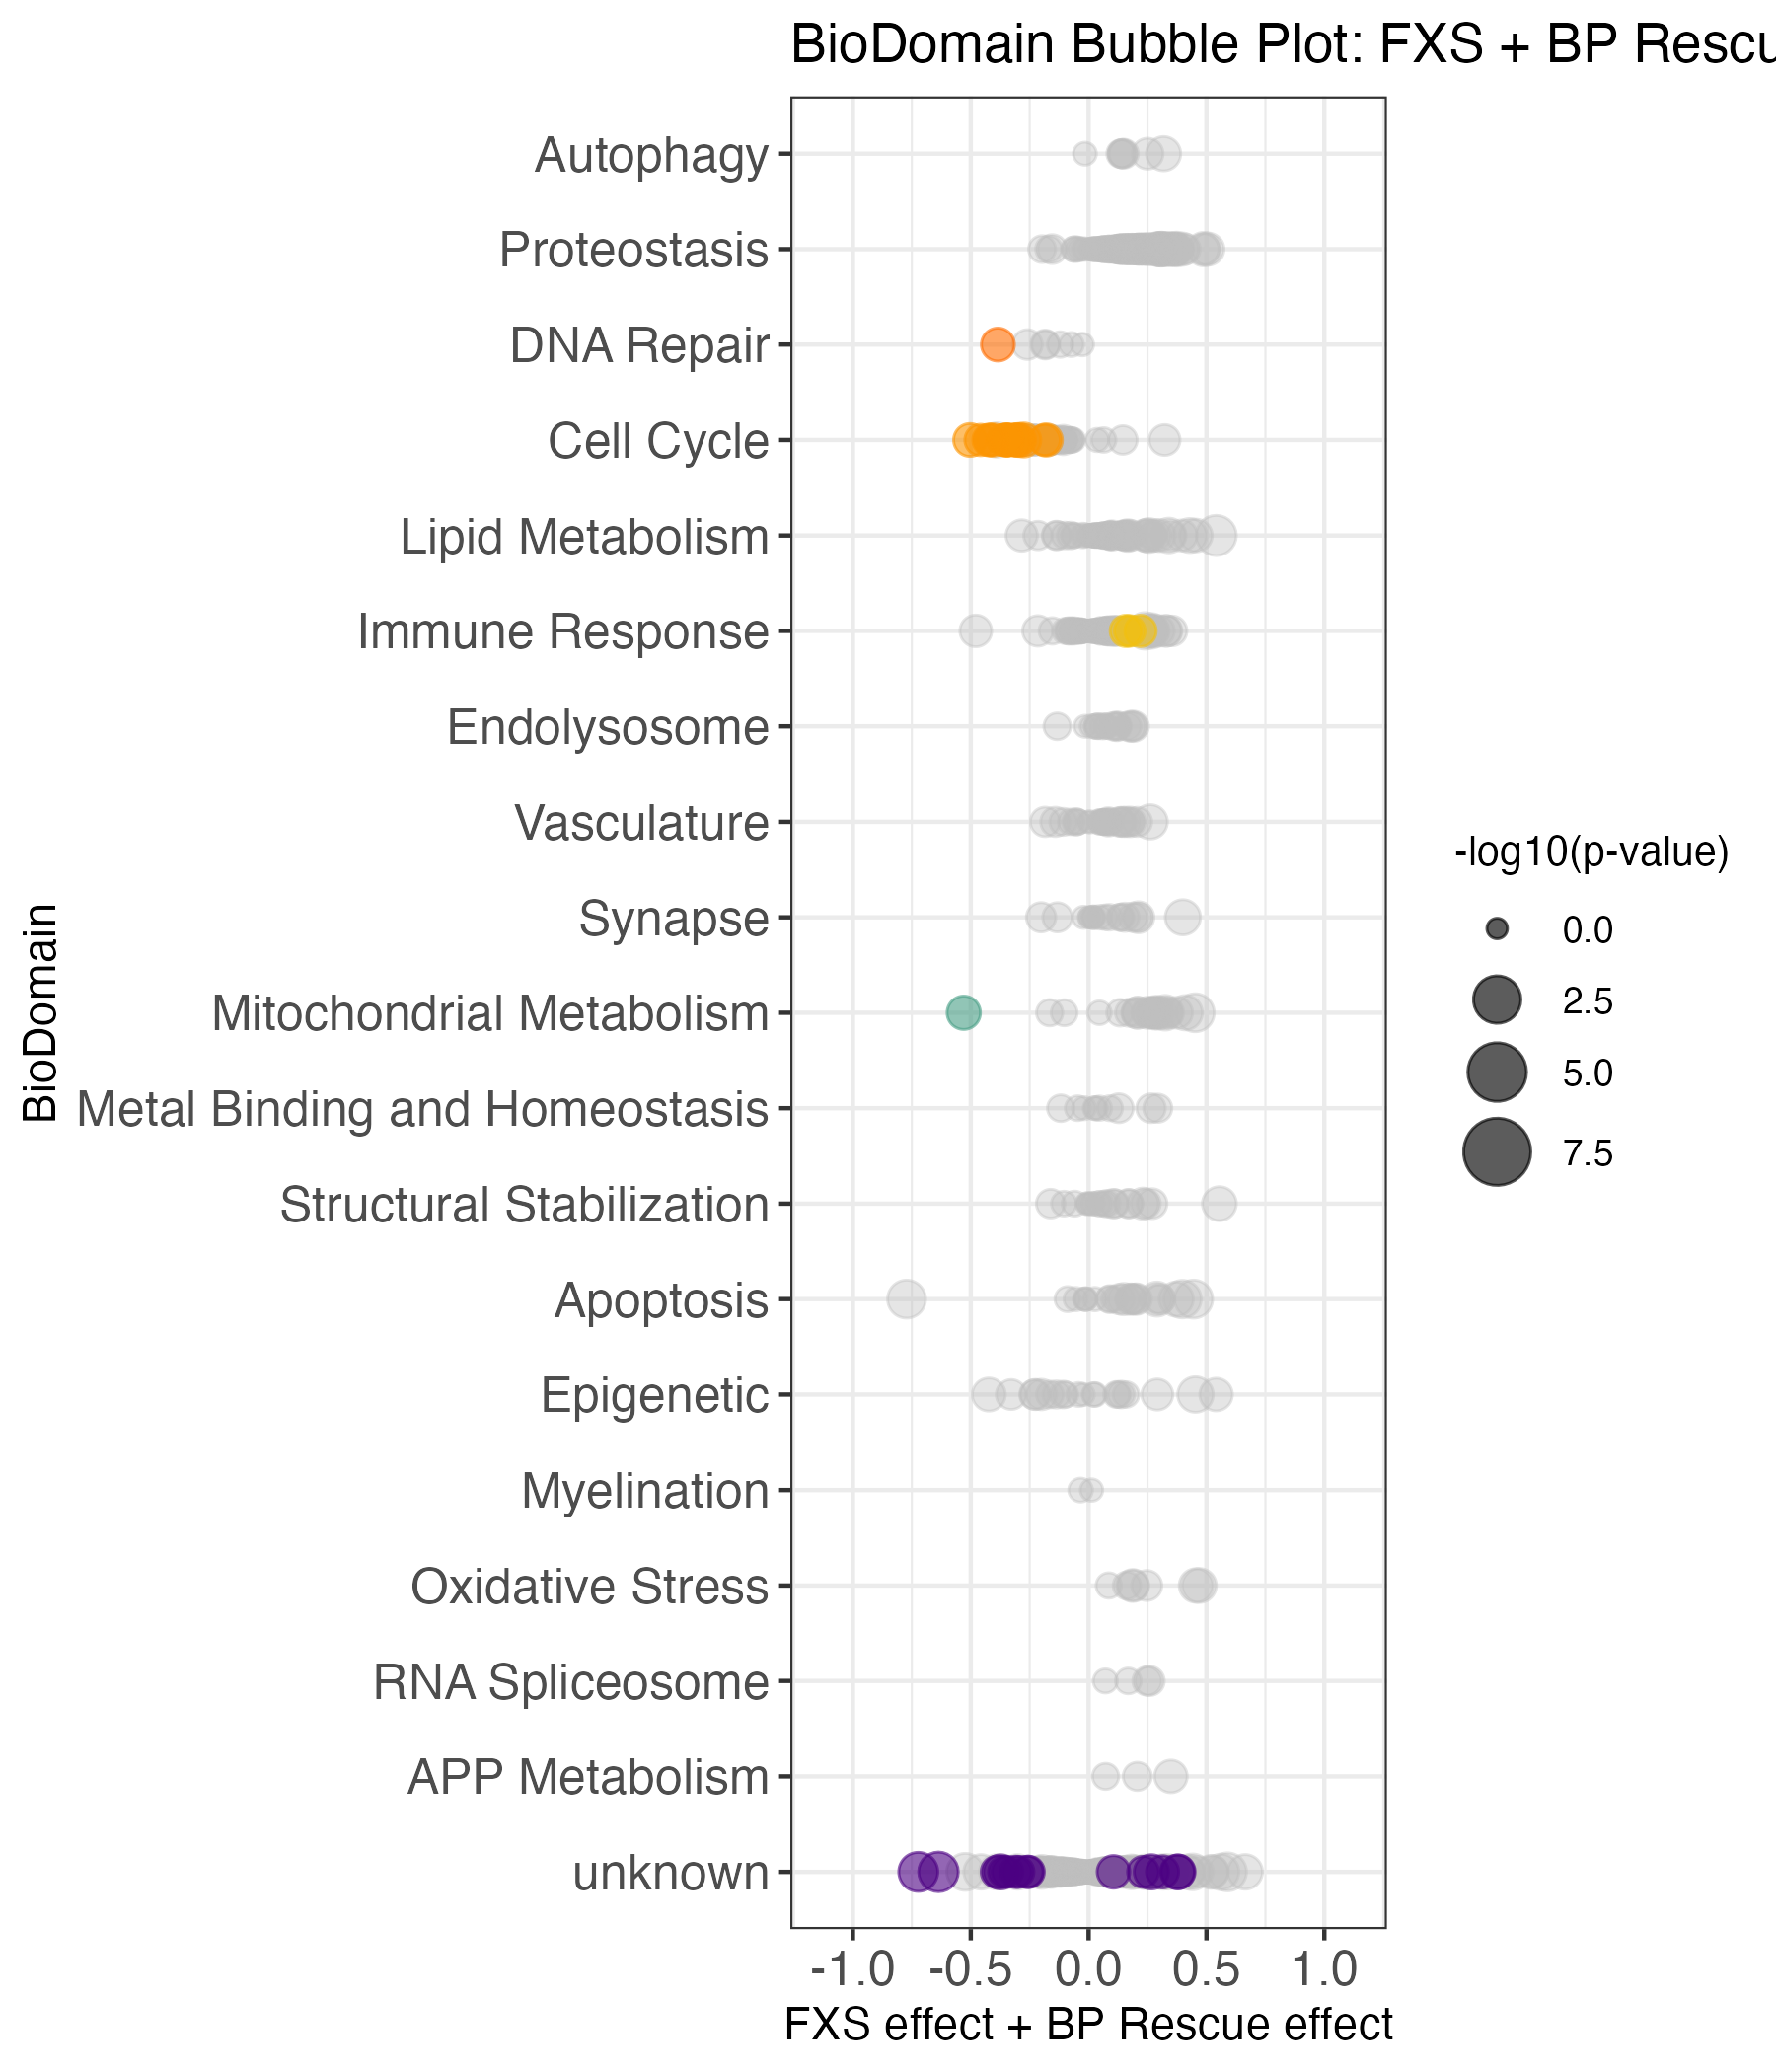 BioDomain Bubble Plot: FXS + BP Rescu
Autophagy
Proteostasis
DNA Repair
Cell Cycle
Lipid Metabolism
Immune Response
Endolysosome
Vasculature
Synapse
Mitochondrial Metabolism
Metal Binding and Homeostasis
Structural Stabilization
Apoptosis
Epigenetic
Myelination
Oxidative Stress
RNA Spliceosome
APP Metabolism
unknown
BioDomain
-1.0 -0.5 0.0 0.5 1.0
FXS effect + BP Rescue effect
-log10(p-value)
0.0
2.5
5.0
7.5